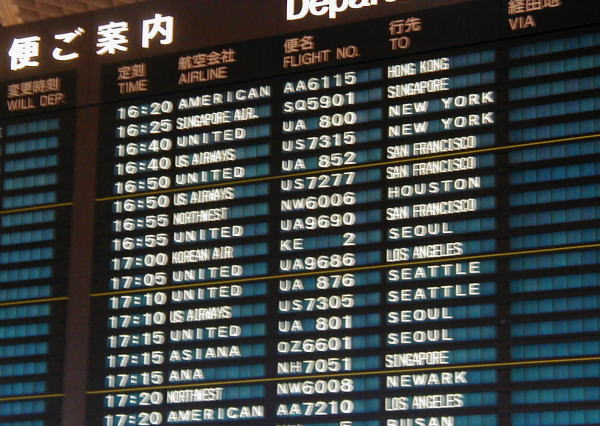 便ご案内 Depar
変更時刻 定刻 航空会社 便名 行先 経由地
WILL DEP. TIME AIRLINE FLIGHT NO. TO VIA
16:20 AMERICAN AA6115 HONG KONG
16:25 SINGAPORE AIR. SQ5901 SINGAPORE
16:40 UNITED UA 800 NEW YORK
16:40 US AIRWAYS US7315 NEW YORK
16:50 UNITED UA 852 SAN FRANCISCO
16:50 US AIRWAYS US7277 SAN FRANCISCO
16:55 NORTHWEST NW6006 HOUSTON
16:55 UNITED UA9690 SAN FRANCISCO
17:00 KOREAN AIR KE 2 SEOUL
17:05 UNITED UA9686 LOS ANGELES
17:10 UNITED UA 876 SEATTLE
17:10 US AIRWAYS US7305 SEATTLE
17:15 UNITED UA 801 SEOUL
17:15 ASIANA OZ6601 SEOUL
17:15 ANA NH7051 SINGAPORE
17:20 NORTHWEST NW6008 NEWARK
17:20 AMERICAN AA7210 LOS ANGELES
BUSAN